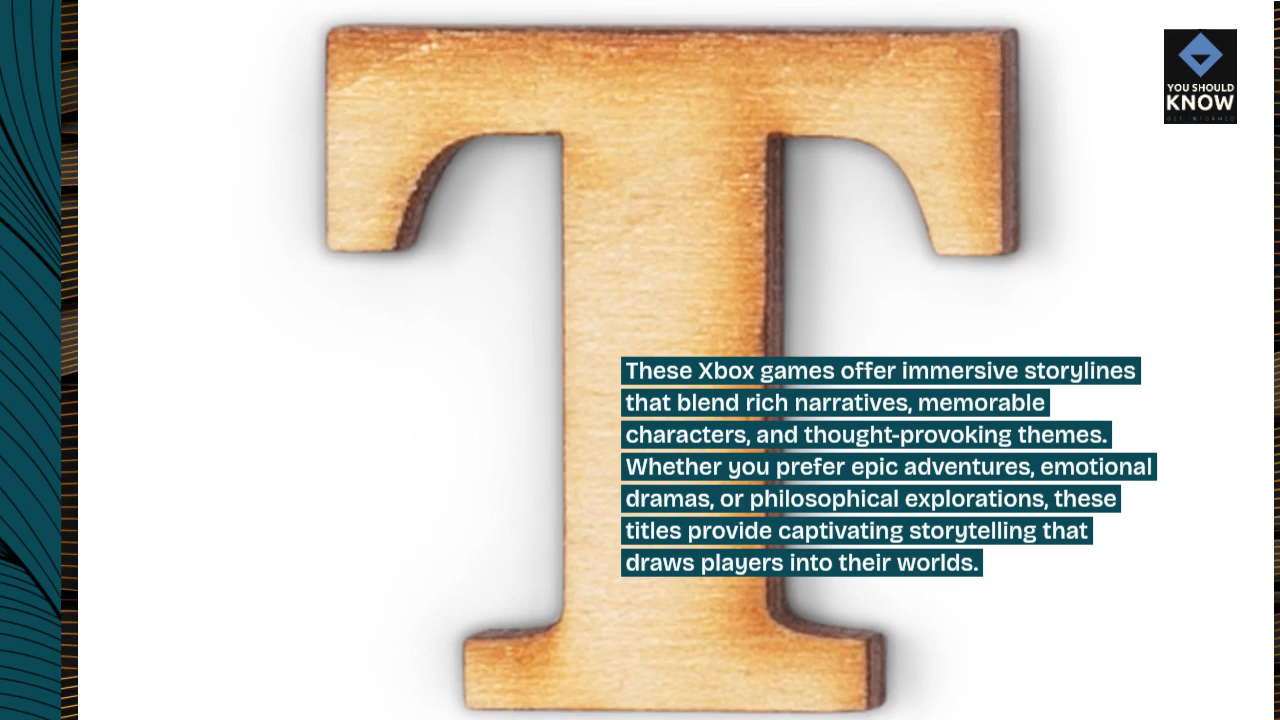 T
YOU SHOULD
KNOW
GET INFORMED
These Xbox games offer immersive storylines
that blend rich narratives, memorable
characters, and thought-provoking themes.
Whether you prefer epic adventures, emotional
dramas, or philosophical explorations, these
titles provide captivating storytelling that
draws players into their worlds.